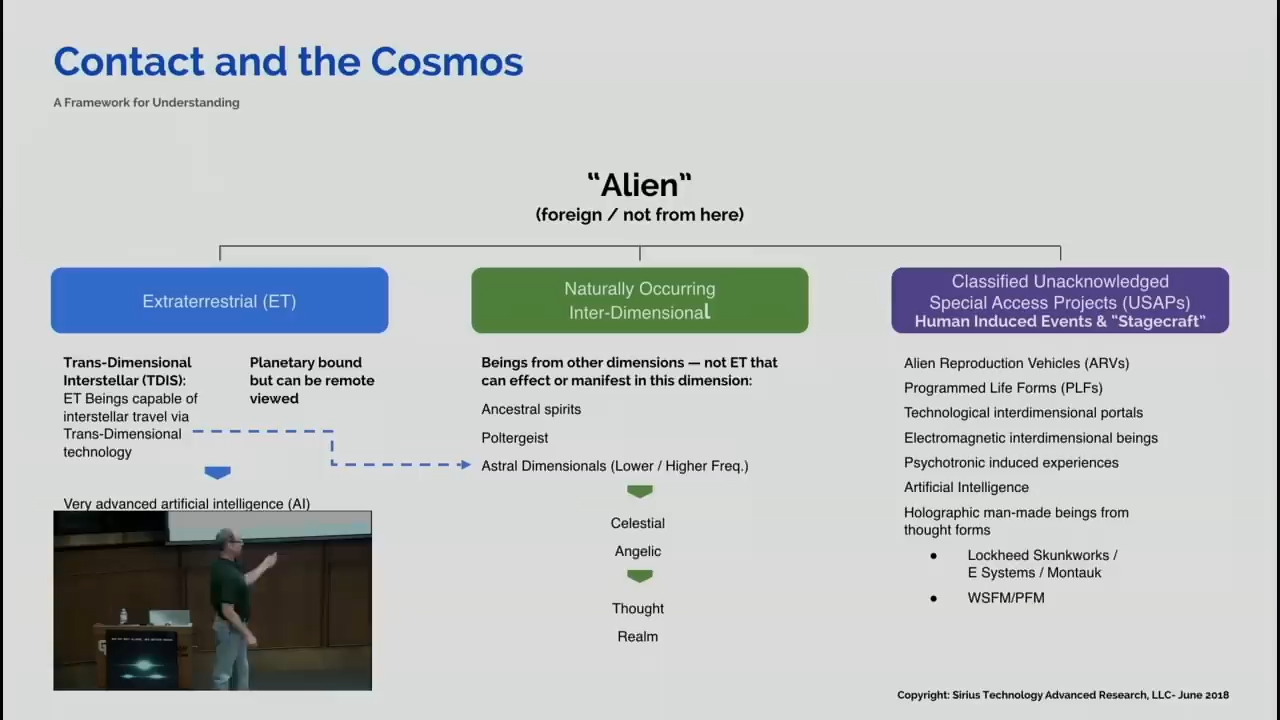 Contact and the Cosmos
A Framework for Understanding
“Alien”
(foreign / not from here)
Extraterrestrial (ET)
Trans-Dimensional
Interstellar (TDIS):
ET Beings capable of
interstellar travel via
Trans-Dimensional
technology
Planetary bound
but can be remote
viewed
Very advanced artificial intelligence (AI)
Naturally Occurring
Inter-Dimensional
Beings from other dimensions — not ET that
can effect or manifest in this dimension:
Ancestral spirits
Poltergeist
Astral Dimensionals (Lower / Higher Freq.)
Celestial
Angelic
Thought
Realm
Classified Unacknowledged
Special Access Projects (USAPs)
Human Induced Events & “Stagecraft”
Alien Reproduction Vehicles (ARVs)
Programmed Life Forms (PLFs)
Technological interdimensional portals
Electromagnetic interdimensional beings
Psychotronic induced experiences
Artificial Intelligence
Holographic man-made beings from
thought forms
● Lockheed Skunkworks /
E Systems / Montauk
● WSFM/PFM
Copyright: Sirius Technology Advanced Research, LLC- June 2018